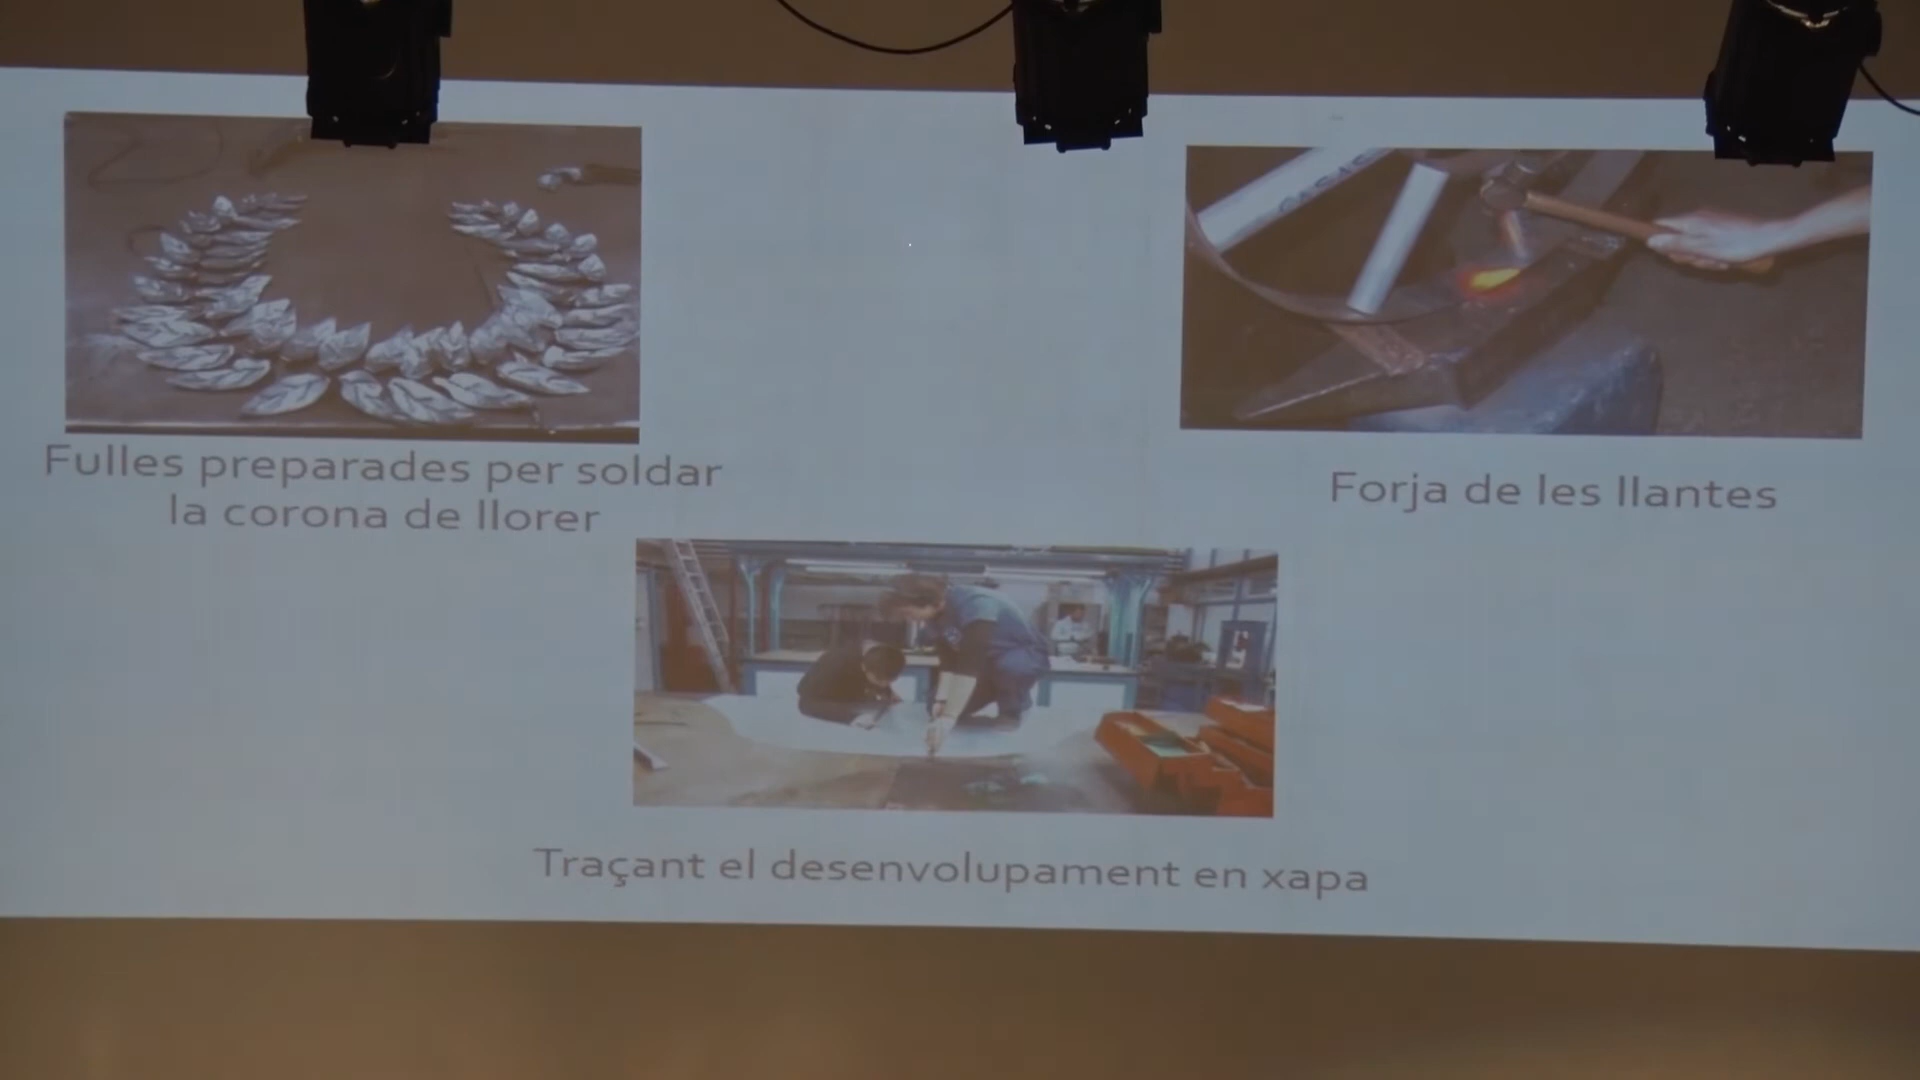 Fulles preparades per soldar
la corona de llorer
Forja de les llantes
Traçant el desenvolupament en xapa